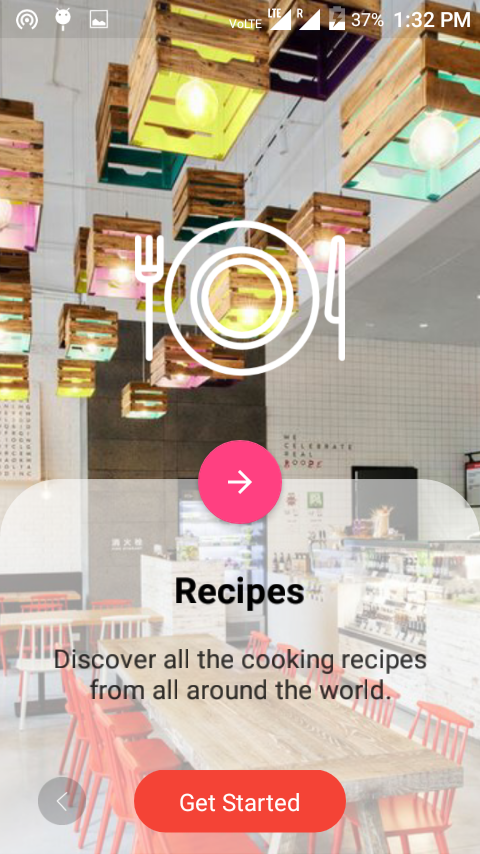 VoLTE LTE R 37% 1:32 PM
WE
CELEBRATE
REAL
Recipes
Discover all the cooking recipes
from all around the world.
Get Started